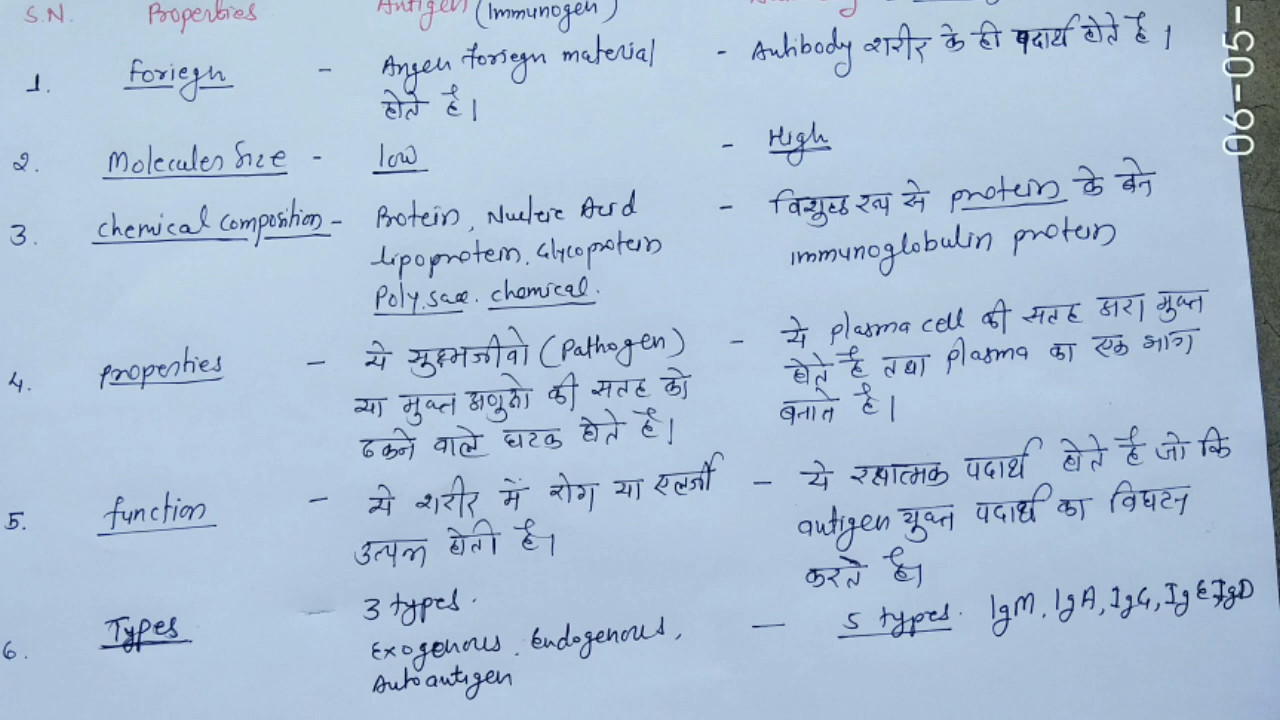 S.N. Properties Antigen (Immunogen)
1. foriegn - Angen foriegn material - Antibody शरीर के ही पदार्थ होते है ।
होते है ।
2. Molecules Size - low - High
3. chemical composition - Protein, Nucleic Acid - विशुद्ध रूप से protein के बने
lipoprotein, Glycoprotein immunoglobulin protein
Poly.sac. chemical.
4. properties - ये सूक्ष्मजीवो (Pathogen) - ये plasma cell की सतह द्वारा मुक्त
या मुक्त अणुओ की सतह को होते है तथा plasma का एक भाग
ढकने वाले घटक होते है । बनाते है ।
5. function - ये शरीर में रोग या एलर्जी - ये रक्षात्मक पदार्थ होते है जो कि
उत्पन्न होती है । antigen युक्त पदार्थ का विघटन
करते है ।
6. Types - 3 types. - 5 types. IgM, IgA, IgG, IgE, IgD
Exogenous, Endogenous,
Autoantigen
06-05-